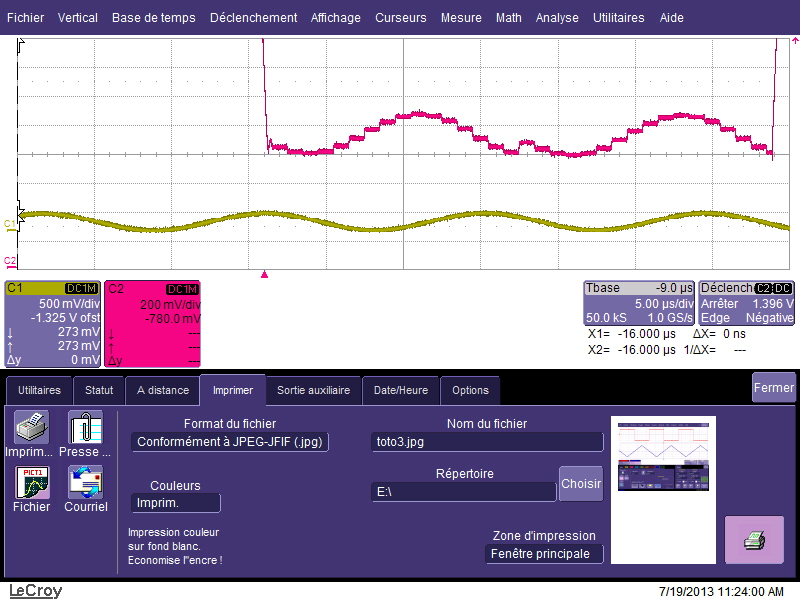 Fichier Vertical Base de temps Déclenchement Affichage Curseurs Mesure Math Analyse Utilitaires Aide
C1
C2
C1 DC1M
500 mV/div
-1.325 V ofst
↓ 273 mV
↑ 273 mV
Δy 0 mV
C2 DC1M
200 mV/div
-780.0 mV
↓ ---
↑ ---
Δy ---
Tbase -9.0 µs
5.00 µs/div
50.0 kS 1.0 GS/s
Déclench C2 DC
Arrêter 1.396 V
Edge Négative
X1= -16.000 µs ΔX= 0 ns
X2= -16.000 µs 1/ΔX= ---
Utilitaires Statut A distance Imprimer Sortie auxiliaire Date/Heure Options Fermer
Imprim...
Presse ...
PICT1
Fichier
Courriel
Format du fichier
Conformément à JPEG-JFIF (.jpg)
Couleurs
Imprim.
Impression couleur
sur fond blanc.
Economise l"encre !
Nom du fichier
toto3.jpg
Répertoire
E:\
Choisir
Zone d'impression
Fenêtre principale
LeCroy
7/19/2013 11:24:00 AM